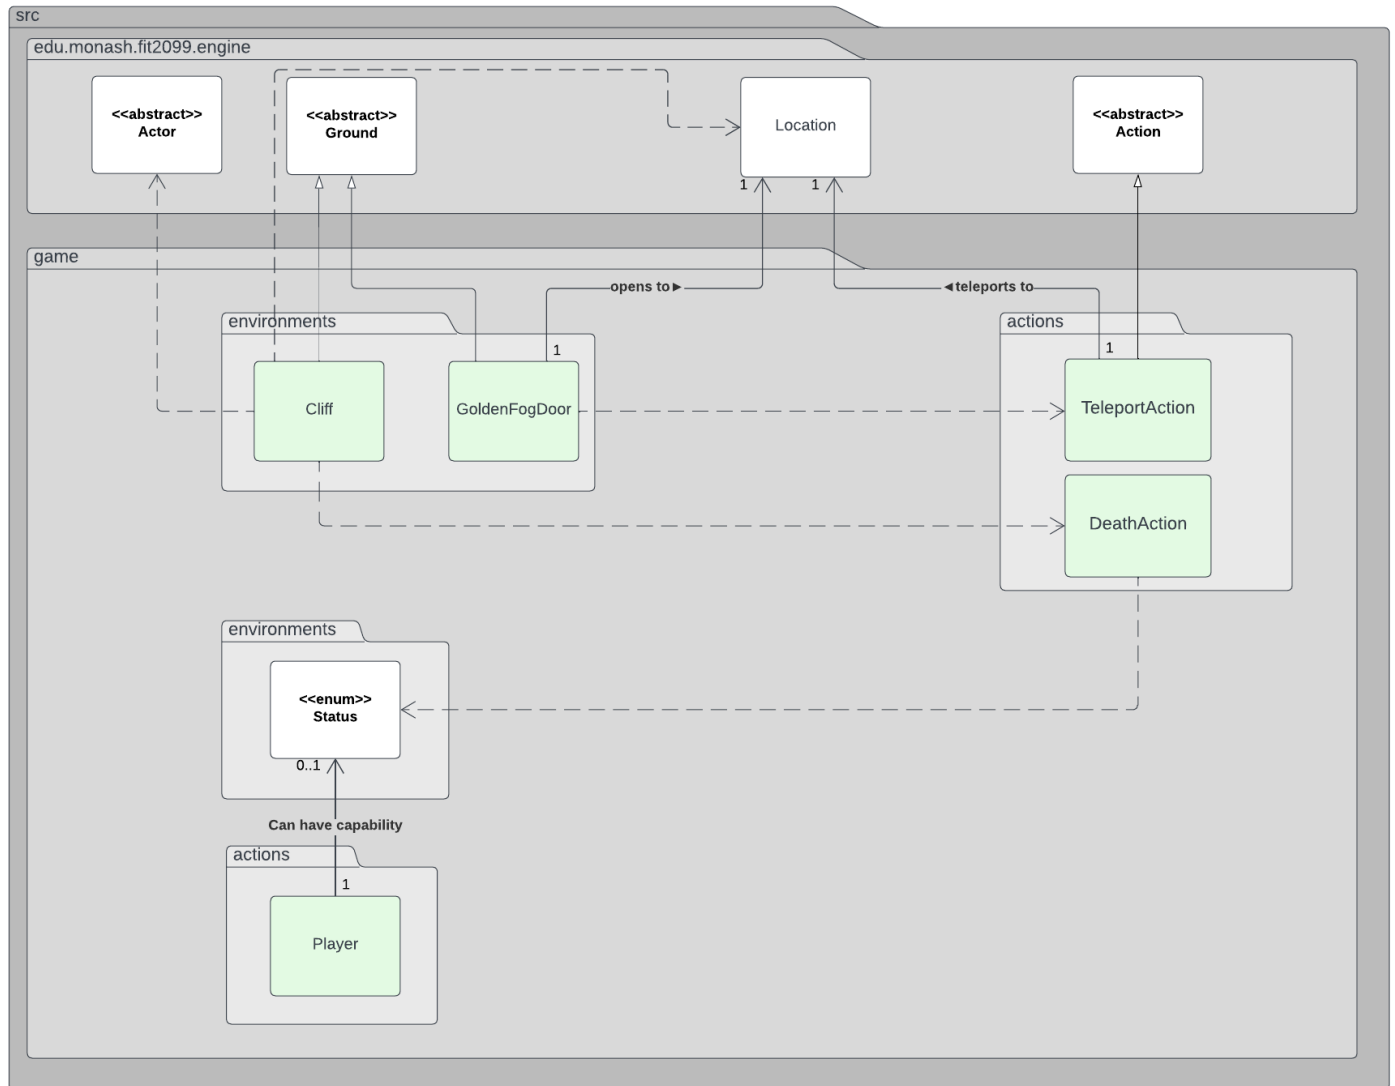 src
edu.monash.fit2099.engine
<<abstract>>
Actor
<<abstract>>
Ground
Location
<<abstract>>
Action
1
1
game
opens to►
◄teleports to
environments
actions
1
1
Cliff
GoldenFogDoor
TeleportAction
DeathAction
environments
<<enum>>
Status
0..1
Can have capability
actions
1
Player